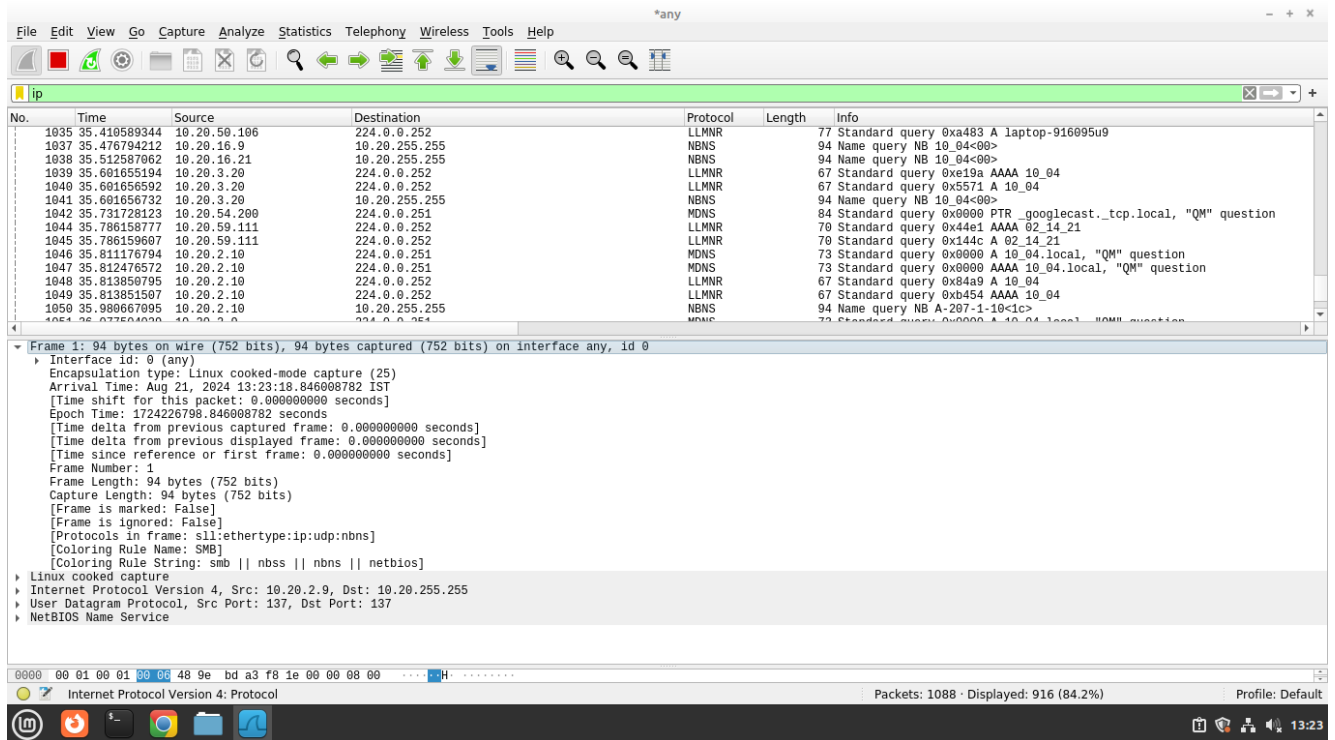 *any
File Edit View Go Capture Analyze Statistics Telephony Wireless Tools Help
ip
No. Time Source Destination Protocol Length Info
1035 35.410589344 10.20.50.106 224.0.0.252 LLMNR 77 Standard query 0xa483 A laptop-916095u9
1037 35.476794212 10.20.16.9 10.20.255.255 NBNS 94 Name query NB 10_04<00>
1038 35.512587062 10.20.16.21 10.20.255.255 NBNS 94 Name query NB 10_04<00>
1039 35.601655194 10.20.3.20 224.0.0.252 LLMNR 67 Standard query 0xe19a AAAA 10_04
1040 35.601656592 10.20.3.20 224.0.0.252 LLMNR 67 Standard query 0x5571 A 10_04
1041 35.601656732 10.20.3.20 10.20.255.255 NBNS 94 Name query NB 10_04<00>
1042 35.731728123 10.20.54.200 224.0.0.251 MDNS 84 Standard query 0x0000 PTR _googlecast._tcp.local, "QM" question
1044 35.786158777 10.20.59.111 224.0.0.252 LLMNR 70 Standard query 0x44e1 AAAA 02_14_21
1045 35.786159607 10.20.59.111 224.0.0.252 LLMNR 70 Standard query 0x144c A 02_14_21
1046 35.811176794 10.20.2.10 224.0.0.251 MDNS 73 Standard query 0x0000 A 10_04.local, "QM" question
1047 35.812476572 10.20.2.10 224.0.0.251 MDNS 73 Standard query 0x0000 AAAA 10_04.local, "QM" question
1048 35.813850795 10.20.2.10 224.0.0.252 LLMNR 67 Standard query 0x84a9 A 10_04
1049 35.813851507 10.20.2.10 224.0.0.252 LLMNR 67 Standard query 0xb454 AAAA 10_04
1050 35.980667095 10.20.2.10 10.20.255.255 NBNS 94 Name query NB A-207-1-10<1c>
Frame 1: 94 bytes on wire (752 bits), 94 bytes captured (752 bits) on interface any, id 0
Interface id: 0 (any)
Encapsulation type: Linux cooked-mode capture (25)
Arrival Time: Aug 21, 2024 13:23:18.846008782 IST
[Time shift for this packet: 0.000000000 seconds]
Epoch Time: 1724226798.846008782 seconds
[Time delta from previous captured frame: 0.000000000 seconds]
[Time delta from previous displayed frame: 0.000000000 seconds]
[Time since reference or first frame: 0.000000000 seconds]
Frame Number: 1
Frame Length: 94 bytes (752 bits)
Capture Length: 94 bytes (752 bits)
[Frame is marked: False]
[Frame is ignored: False]
[Protocols in frame: sll:ethertype:ip:udp:nbns]
[Coloring Rule Name: SMB]
[Coloring Rule String: smb || nbss || nbns || netbios]
Linux cooked capture
Internet Protocol Version 4, Src: 10.20.2.9, Dst: 10.20.255.255
User Datagram Protocol, Src Port: 137, Dst Port: 137
NetBIOS Name Service
0000 00 01 00 01 00 06 48 9e bd a3 f8 1e 00 00 08 00 ······H· ········
Internet Protocol Version 4: Protocol Packets: 1088 · Displayed: 916 (84.2%) Profile: Default
13:23